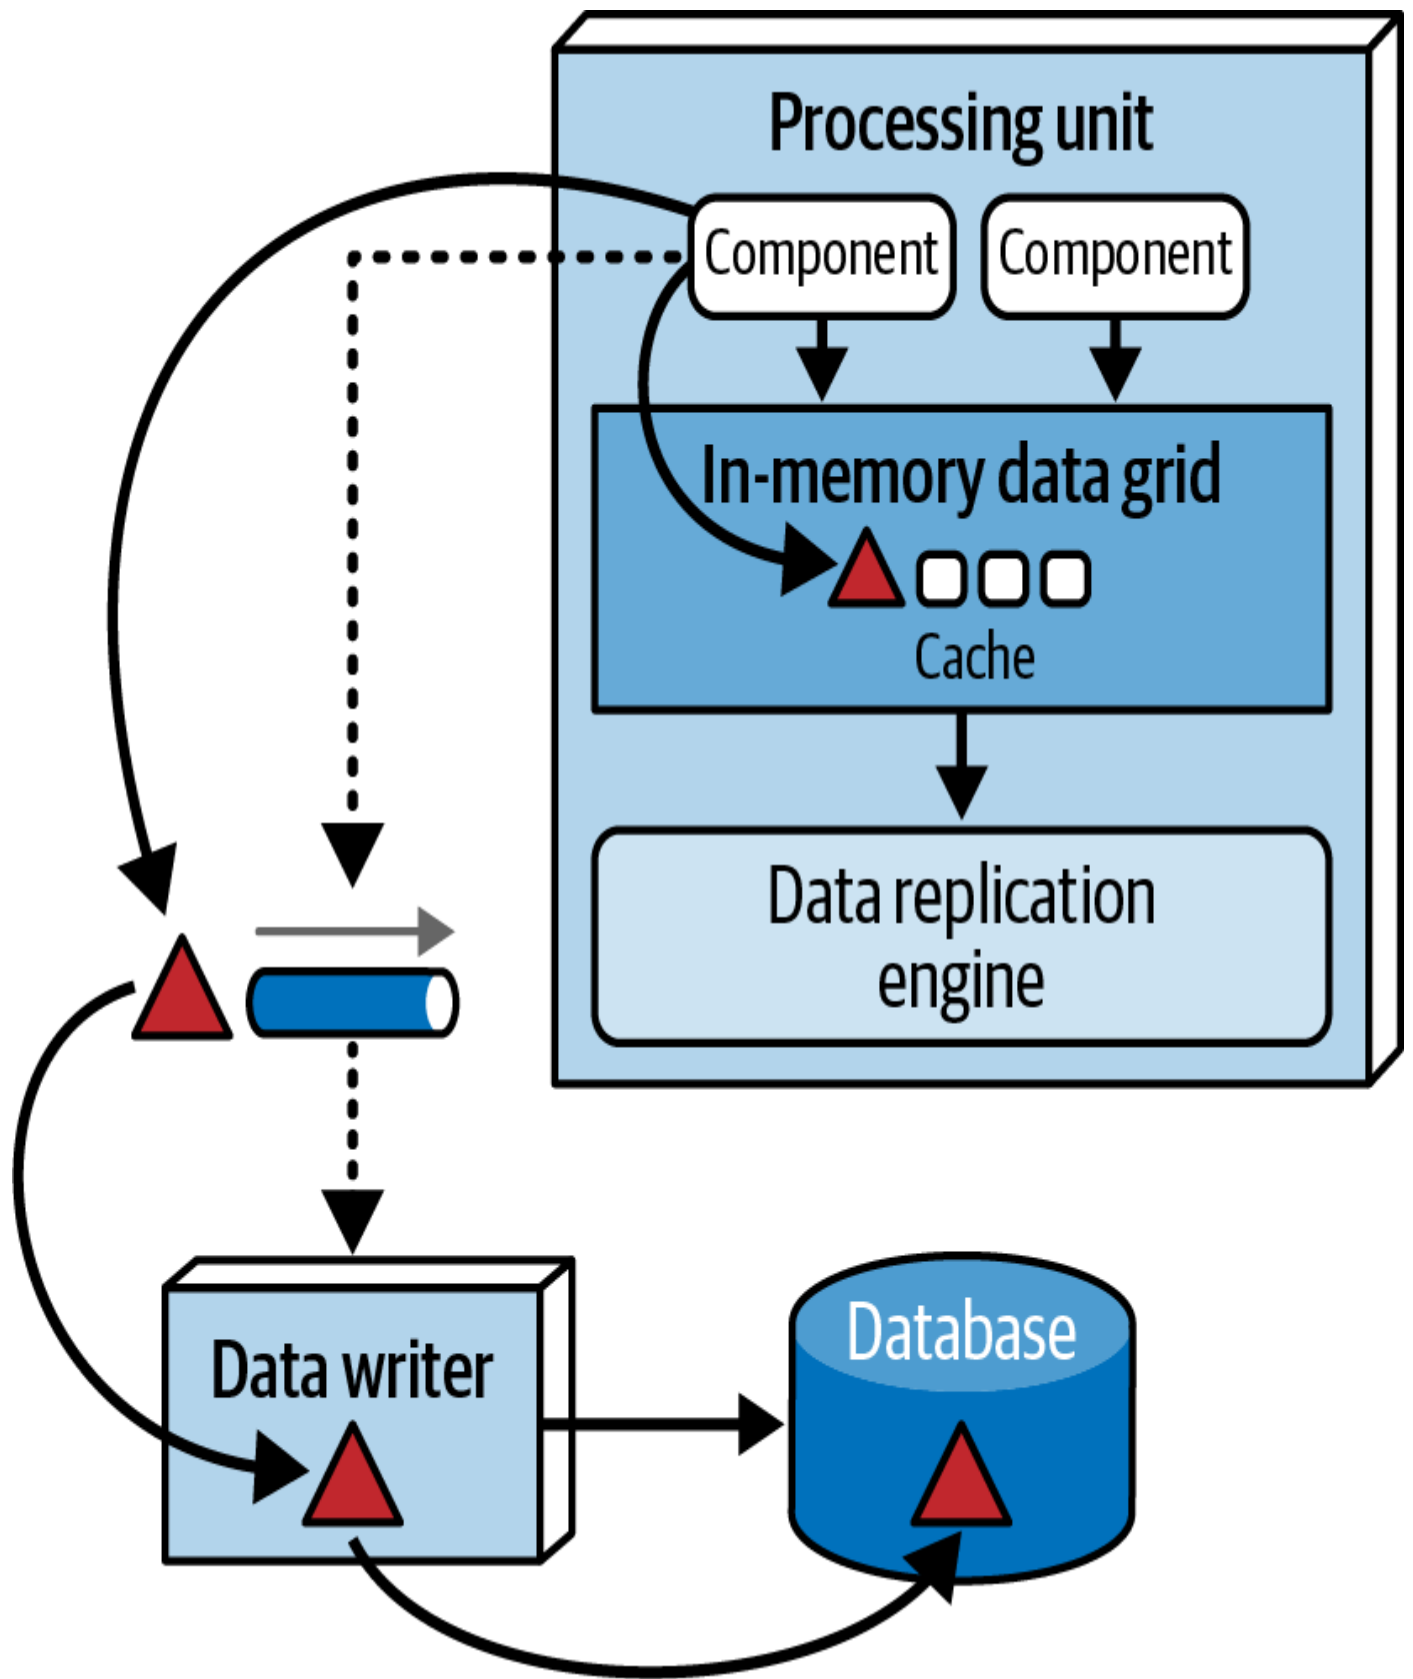 Processing unit
Component
Component
In-memory data grid
Cache
Data replication
engine
Data writer
Database